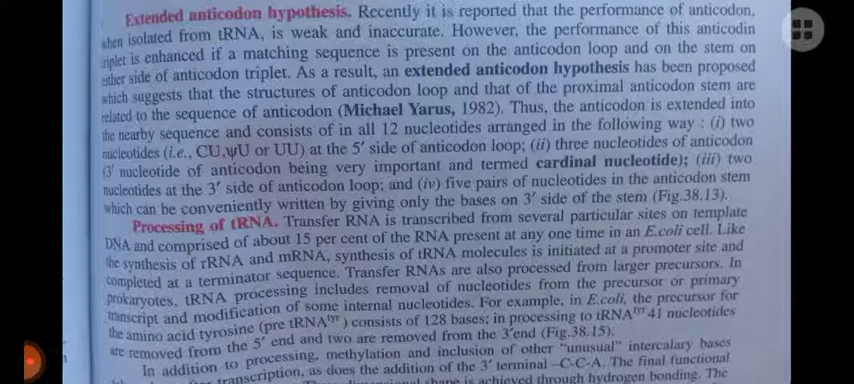 Extended anticodon hypothesis. Recently it is reported that the performance of anticodon,
when isolated from tRNA, is weak and inaccurate. However, the performance of this anticodin
triplet is enhanced if a matching sequence is present on the anticodon loop and on the stem on
either side of anticodon triplet. As a result, an extended anticodon hypothesis has been proposed
which suggests that the structures of anticodon loop and that of the proximal anticodon stem are
related to the sequence of anticodon (Michael Yarus, 1982). Thus, the anticodon is extended into
the nearby sequence and consists of in all 12 nucleotides arranged in the following way : (i) two
nucleotides (i.e., CU,ψU or UU) at the 5′ side of anticodon loop; (ii) three nucleotides of anticodon
(3′ nucleotide of anticodon being very important and termed cardinal nucleotide); (iii) two
nucleotides at the 3′ side of anticodon loop; and (iv) five pairs of nucleotides in the anticodon stem
which can be conveniently written by giving only the bases on 3′ side of the stem (Fig.38.13).
Processing of tRNA. Transfer RNA is transcribed from several particular sites on template
DNA and comprised of about 15 per cent of the RNA present at any one time in an E.coli cell. Like
the synthesis of rRNA and mRNA, synthesis of tRNA molecules is initiated at a promoter site and
completed at a terminator sequence. Transfer RNAs are also processed from larger precursors. In
prokaryotes, tRNA processing includes removal of nucleotides from the precursor or primary
transcript and modification of some internal nucleotides. For example, in E.coli, the precursor for
the amino acid tyrosine (pre tRNAtyr) consists of 128 bases; in processing to tRNAtyr 41 nucleotides
are removed from the 5′ end and two are removed from the 3′end (Fig.38.15).
In addition to processing, methylation and inclusion of other "unusual" intercalary bases
transcription, as does the addition of the 3′ terminal –C-C-A. The final functional
shape is achieved through hydrogen bonding. The